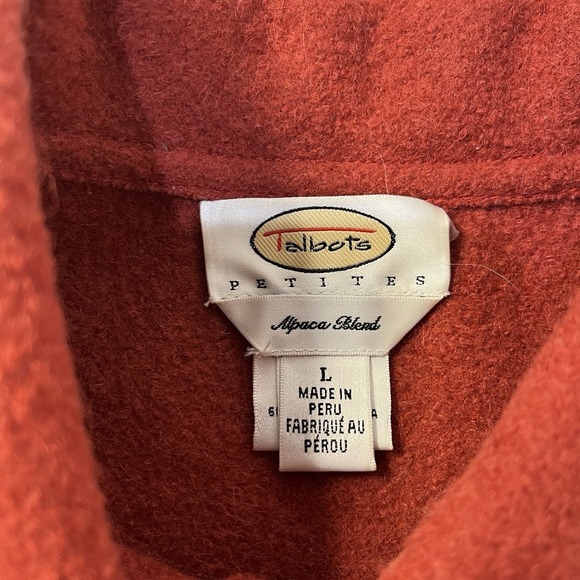 Talbots
PETITES
Alpaca Blend
L
MADE IN
PERU
FABRIQUÉ AU
PÉROU